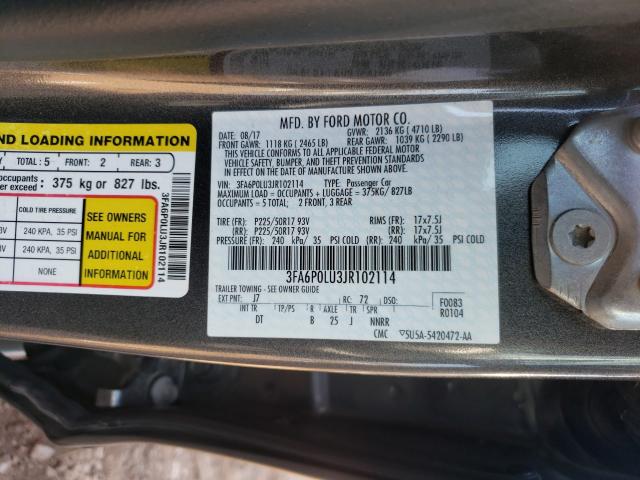 ND LOADING INFORMATION
TOTAL: 5 FRONT: 2 REAR: 3
exceed: 375 kg or 827 lbs.
COLD TIRE PRESSURE
240 KPA, 35 PSI
240 KPA, 35 PSI
NONE
SEE OWNERS
MANUAL FOR
ADDITIONAL
INFORMATION
3FA6P0LU3JR102114
MFD. BY FORD MOTOR CO.
DATE: 08/17 GVWR: 2136 KG ( 4710 LB)
FRONT GAWR: 1118 KG ( 2465 LB) REAR GAWR: 1039 KG ( 2290 LB)
THIS VEHICLE CONFORMS TO ALL APPLICABLE FEDERAL MOTOR
VEHICLE SAFETY, BUMPER, AND THEFT PREVENTION STANDARDS
IN EFFECT ON THE DATE OF MANUFACTURE SHOWN ABOVE.
VIN: 3FA6P0LU3JR102114 TYPE: Passenger Car
MAXIMUM LOAD = OCCUPANTS + LUGGAGE = 375KG/ 827LB
OCCUPANTS = 5 TOTAL, 2 FRONT, 3 REAR
TIRE (FR): P225/50R17 93V RIMS (FR): 17x7.5J
TIRE (RR): P225/50R17 93V (RR): 17x7.5J
PRESSURE (FR): 240 kPa/ 35 PSI COLD (RR): 240 kPa/ 35 PSI COLD
3FA6P0LU3JR102114
TRAILER TOWING - SEE OWNER GUIDE
EXT PNT: J7 RC: 72 DSO: F0083
INT TR TP/PS R AXLE TR SPR R0104
DT B 25 J NNRR
CMC 5U5A-5420472-AA